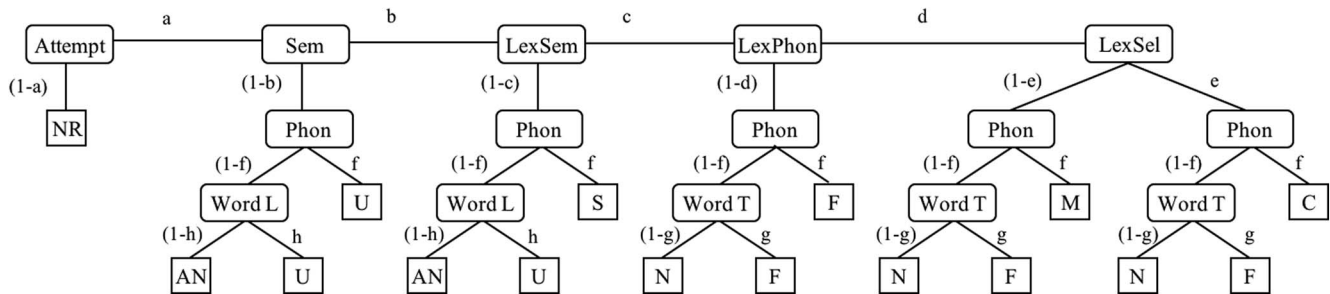 a b c d
Attempt Sem LexSem LexPhon LexSel
(1-a) (1-b) (1-c) (1-d) (1-e) e
NR Phon Phon Phon Phon Phon
(1-f) f (1-f) f (1-f) f (1-f) f (1-f) f
Word L U Word L S Word T F Word T M Word T C
(1-h) h (1-h) h (1-g) g (1-g) g (1-g) g
AN U AN U N F N F N F